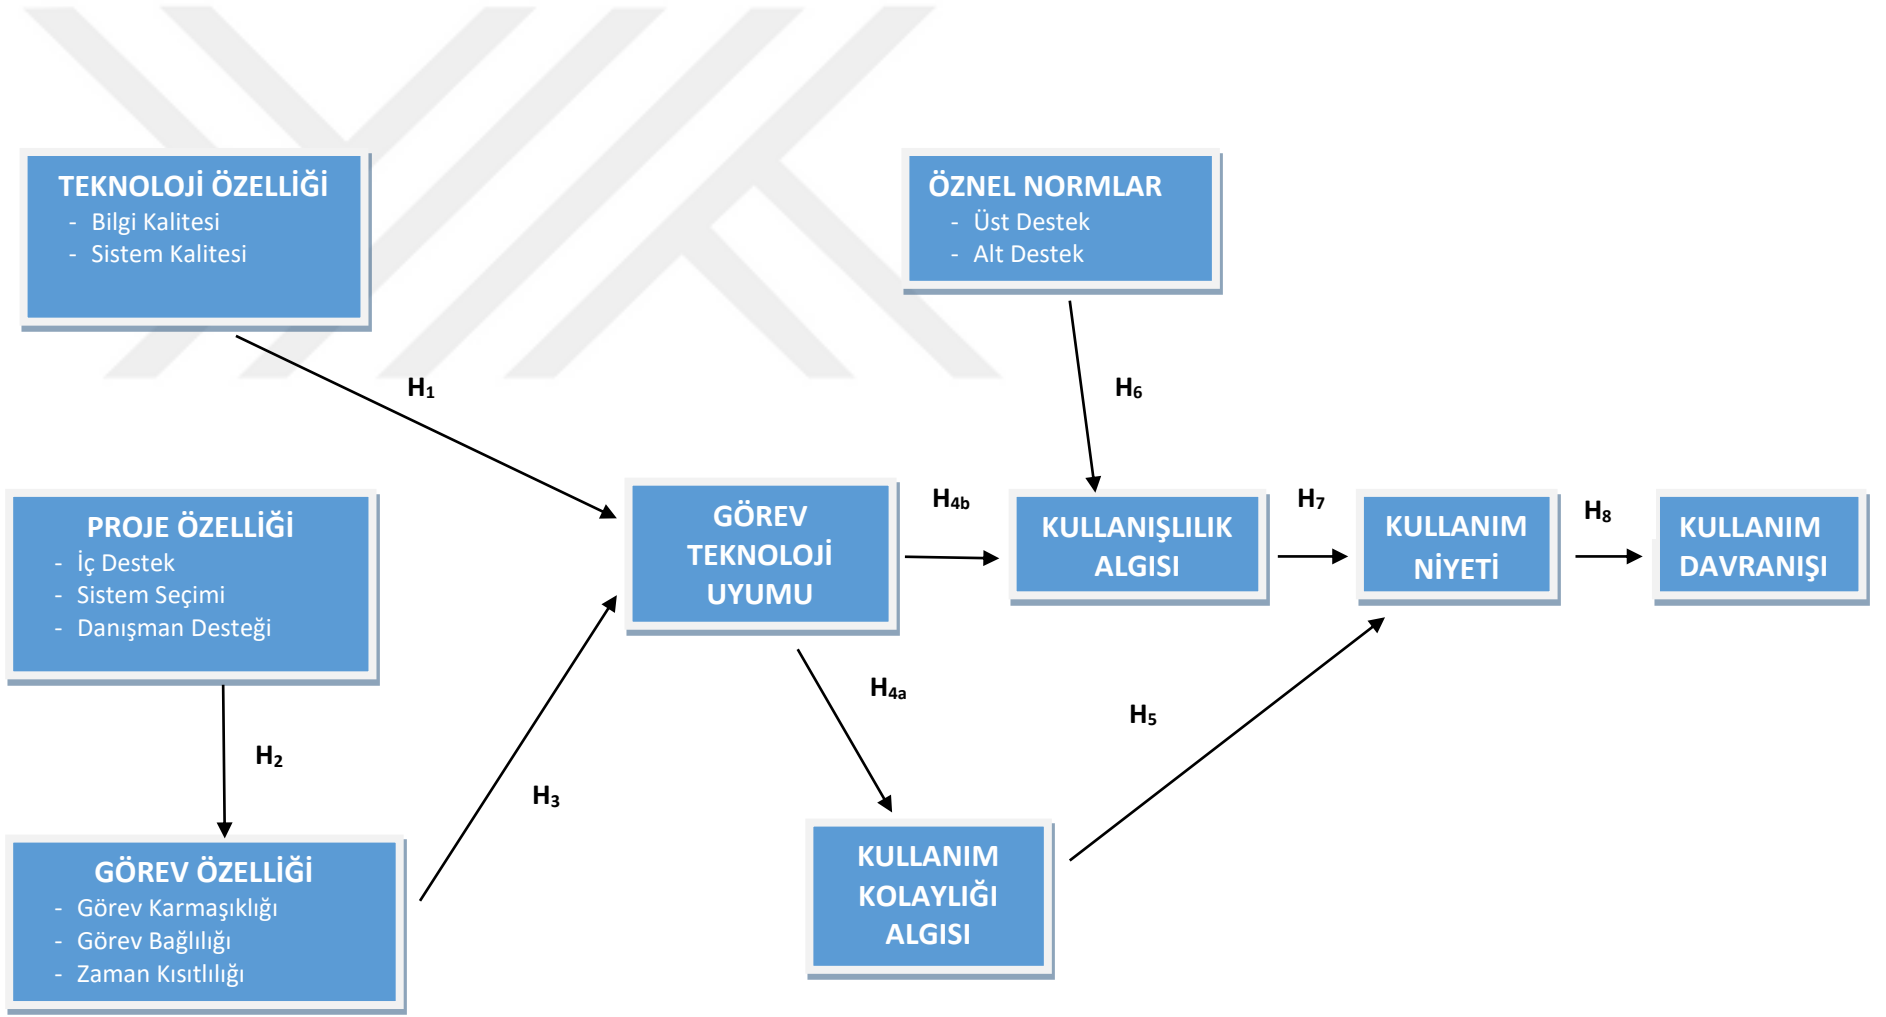 TEKNOLOJİ ÖZELLİĞİ
- Bilgi Kalitesi
- Sistem Kalitesi
ÖZNEL NORMLAR
- Üst Destek
- Alt Destek
H1
H6
PROJE ÖZELLİĞİ
- İç Destek
- Sistem Seçimi
- Danışman Desteği
GÖREV
TEKNOLOJİ
UYUMU
H4b
KULLANIŞLILIK
ALGISI
H7
KULLANIM
NİYETİ
H8
KULLANIM
DAVRANIŞI
H4a
H5
H2
H3
GÖREV ÖZELLİĞİ
- Görev Karmaşıklığı
- Görev Bağlılığı
- Zaman Kısıtlılığı
KULLANIM
KOLAYLIĞI
ALGISI